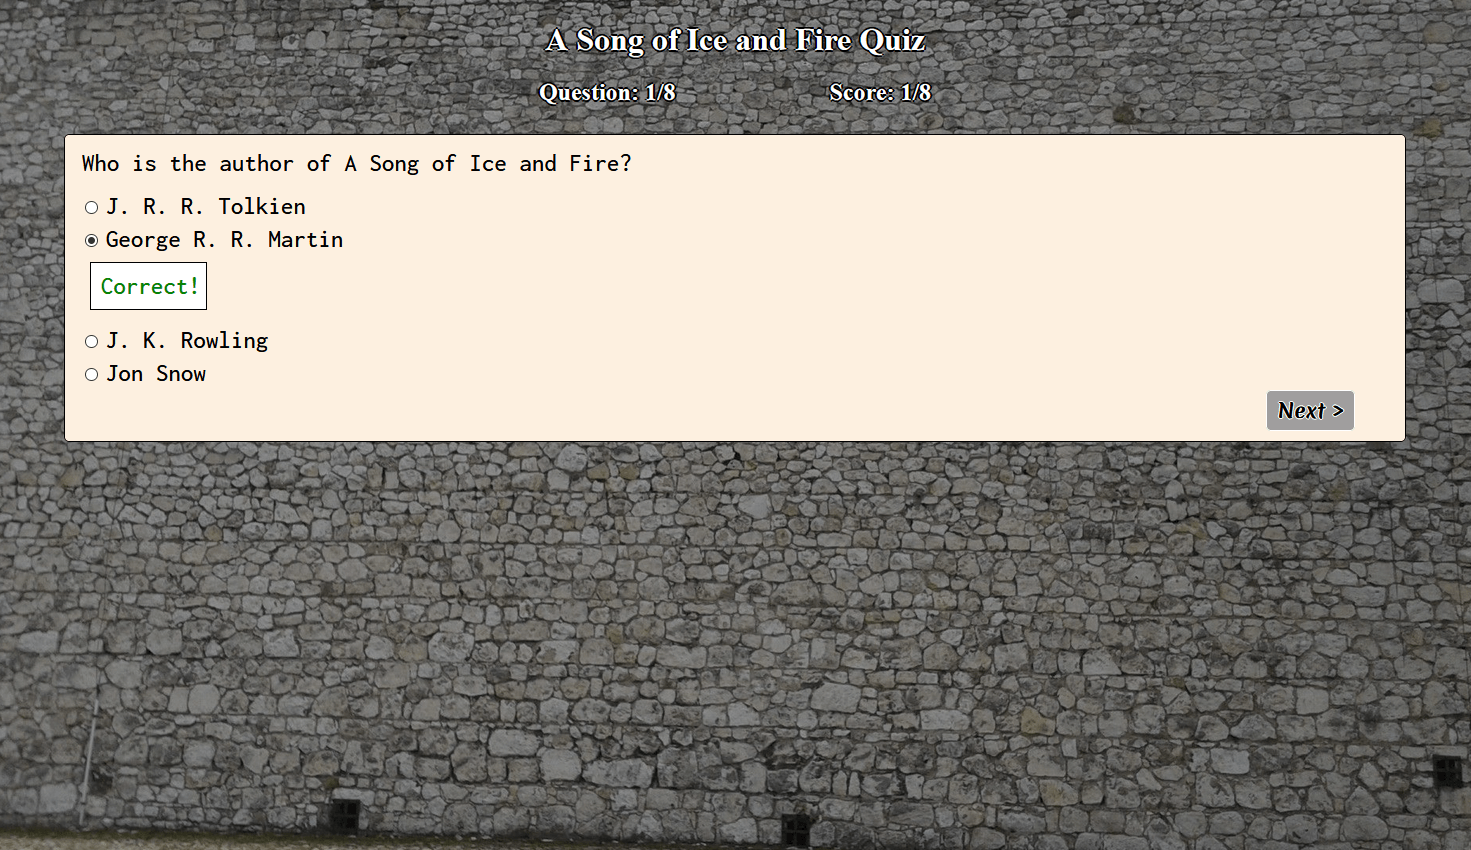 A Song of Ice and Fire Quiz
Question: 1/8 Score: 1/8
Who is the author of A Song of Ice and Fire?
J. R. R. Tolkien
George R. R. Martin
Correct!
J. K. Rowling
Jon Snow
Next >